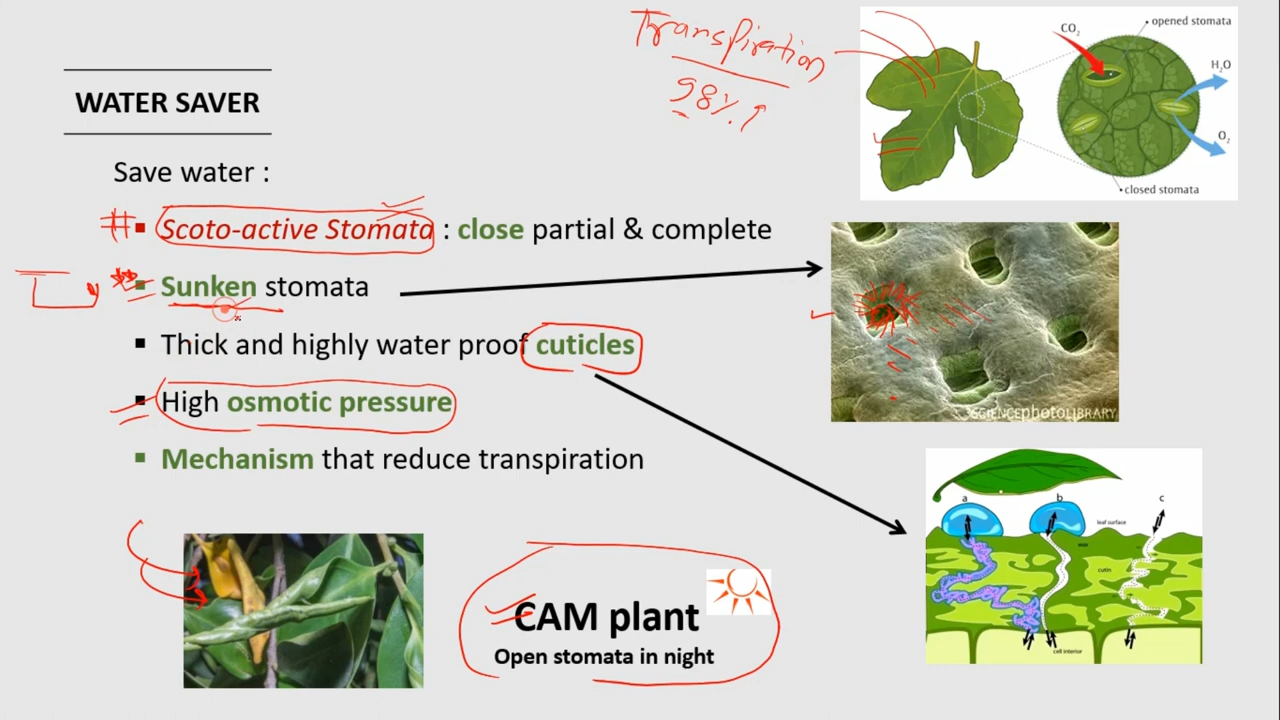 Transpiration
98% ↑
opened stomata
CO₂
H₂O
O₂
closed stomata
WATER SAVER
Save water :
# ▪ Scoto-active Stomata : close partial & complete
▪ Sunken stomata
▪ Thick and highly water proof cuticles
▪ High osmotic pressure
▪ Mechanism that reduce transpiration
SCIENCEphotoLIBRARY
a b c
leaf surface
wax
cutin
cell interior
CAM plant
Open stomata in night